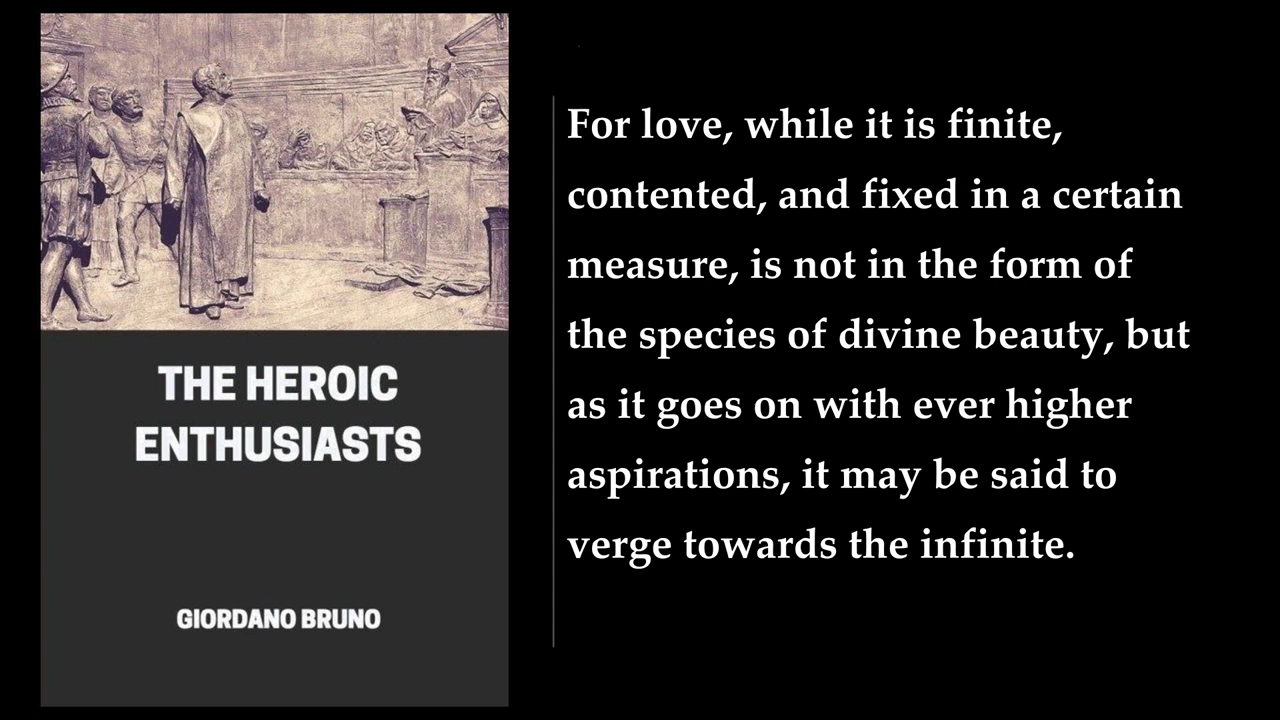 THE HEROIC
ENTHUSIASTS
GIORDANO BRUNO
For love, while it is finite,
contented, and fixed in a certain
measure, is not in the form of
the species of divine beauty, but
as it goes on with ever higher
aspirations, it may be said to
verge towards the infinite.